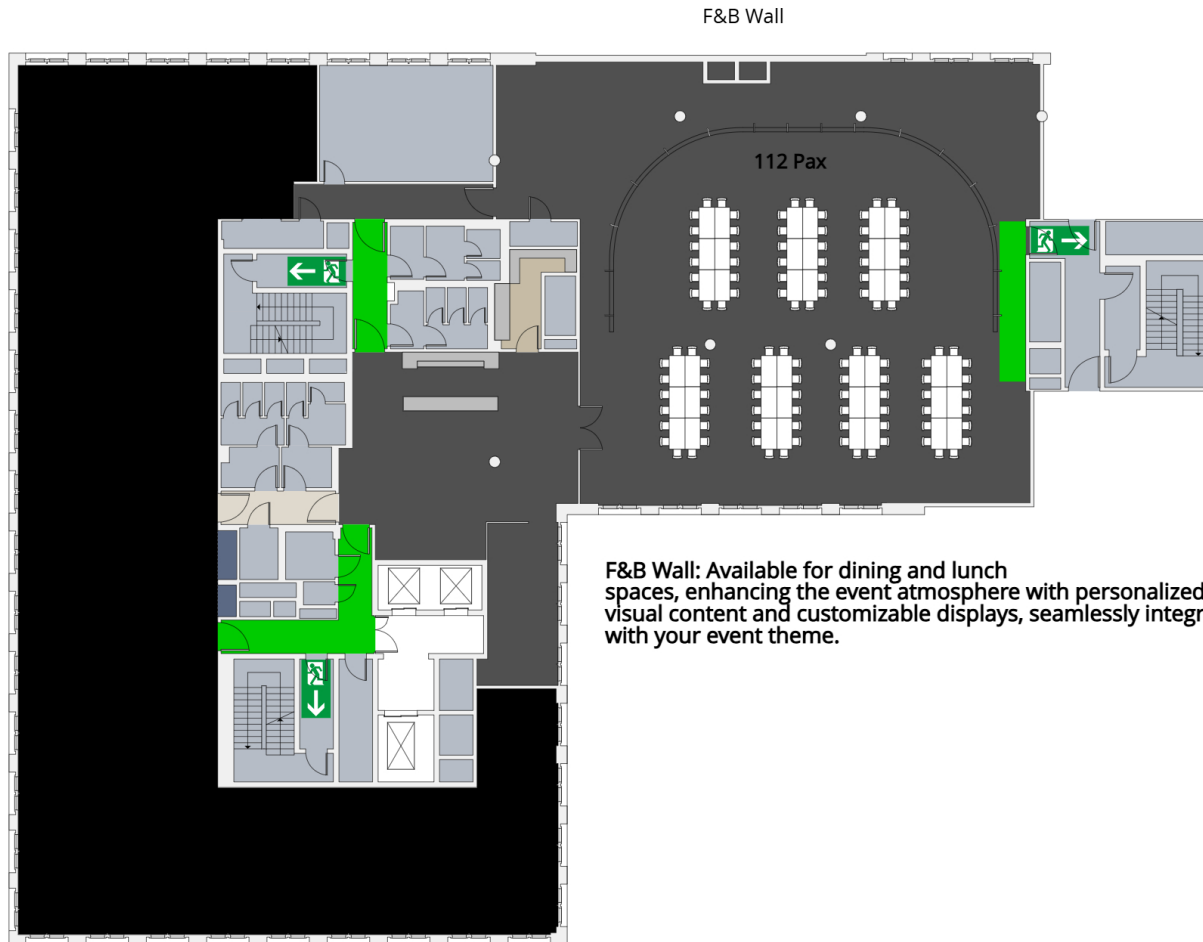 F&B Wall
112 Pax
F&B Wall: Available for dining and lunch
spaces, enhancing the event atmosphere with personalized
visual content and customizable displays, seamlessly integr
with your event theme.